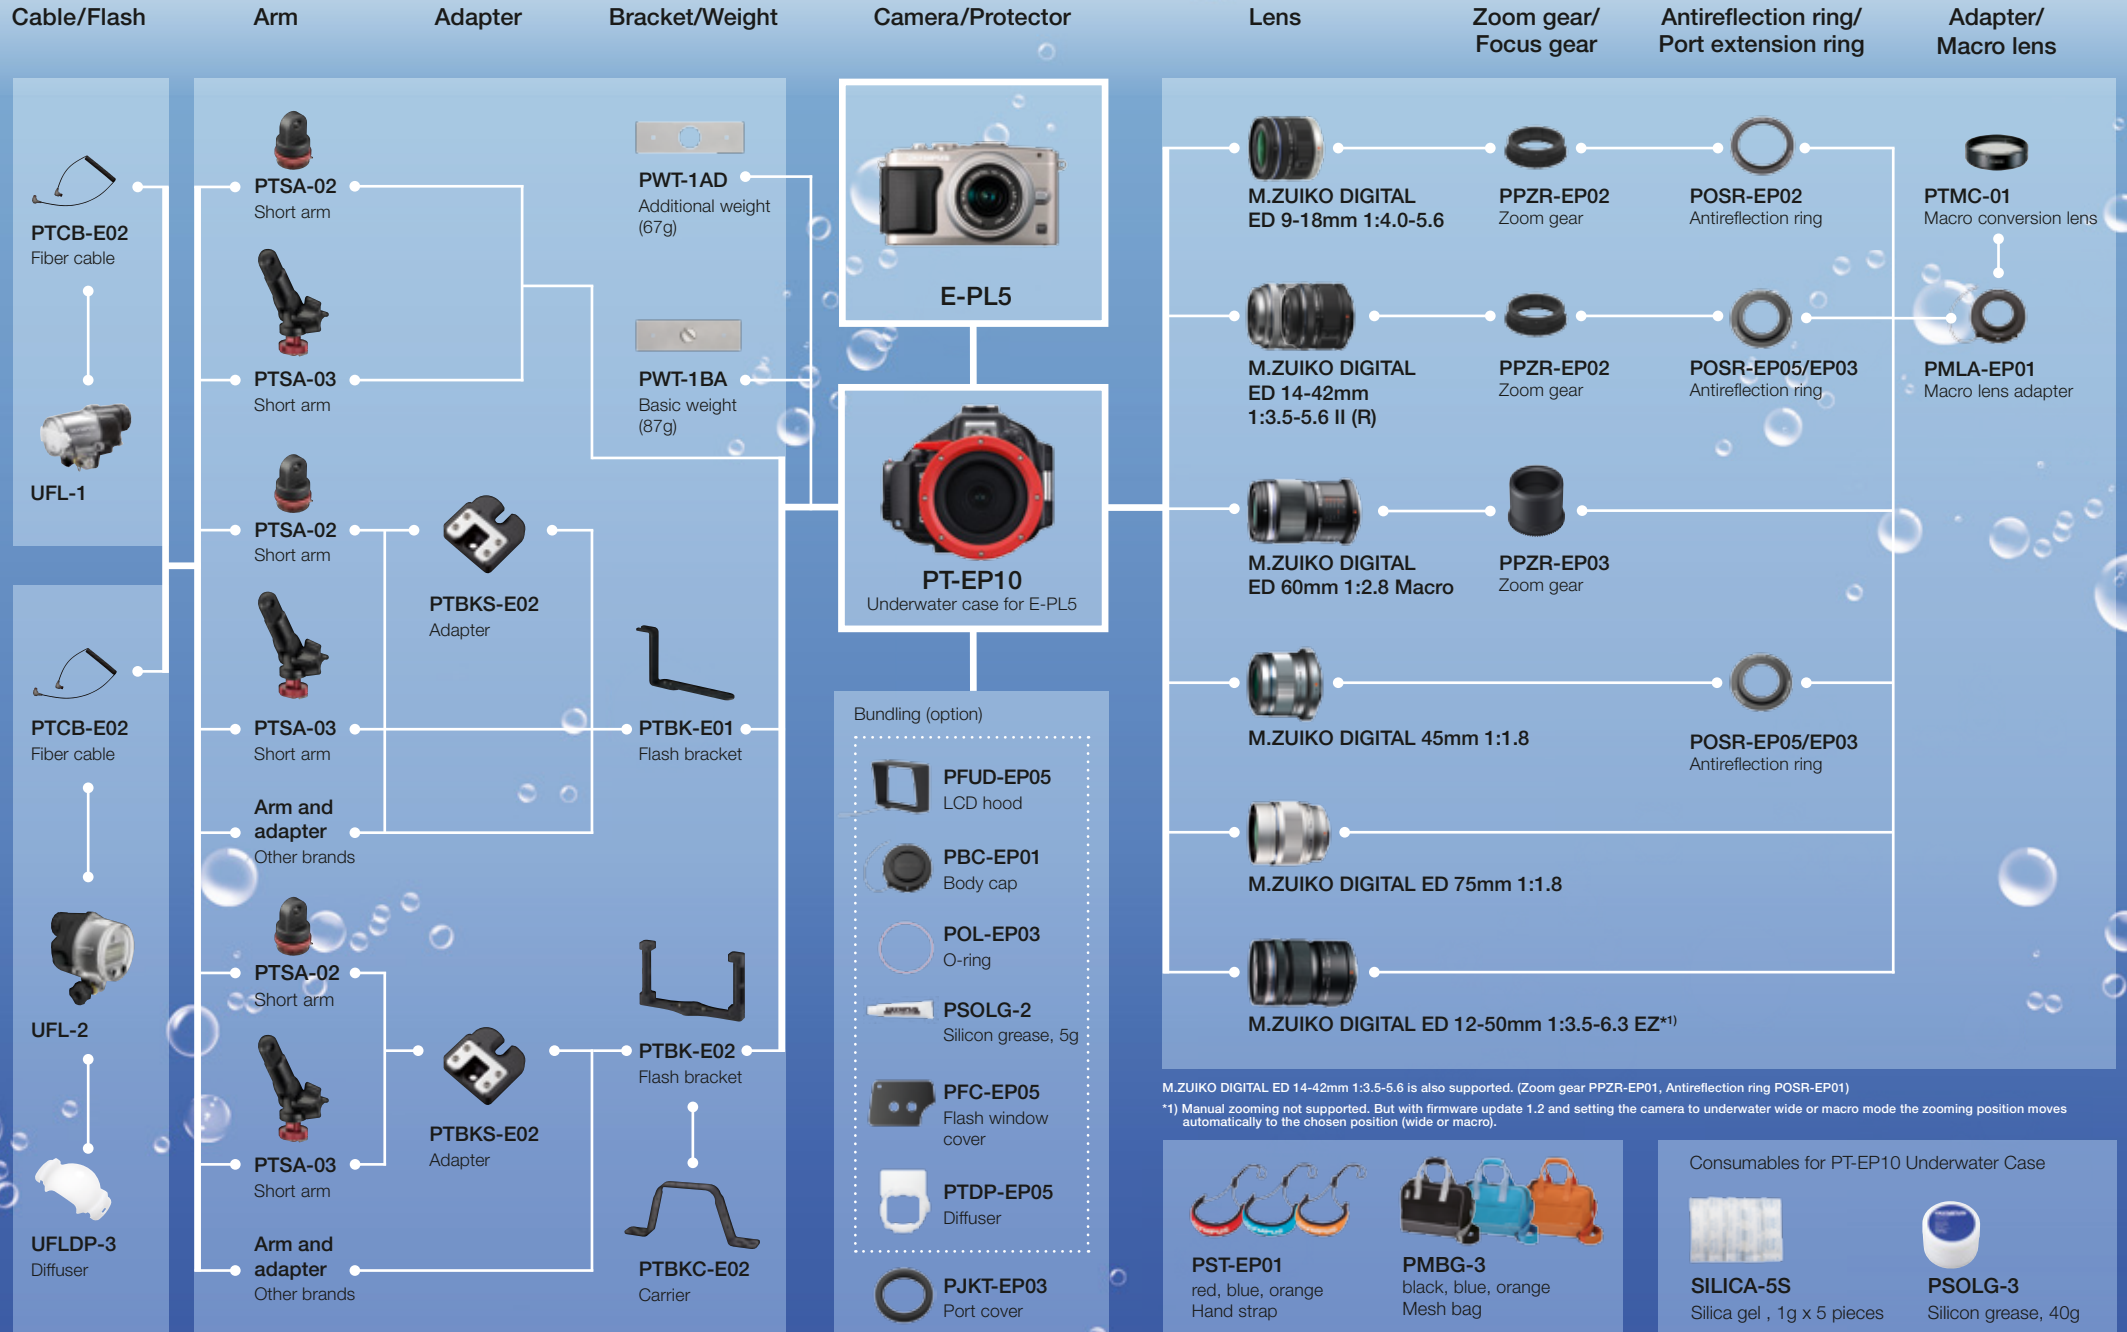 Cable/Flash
Arm
Adapter
Bracket/Weight
Camera/Protector
Lens
Zoom gear/
Focus gear
Antireflection ring/
Port extension ring
Adapter/
Macro lens
PTCB-E02
Fiber cable
UFL-1
PTCB-E02
Fiber cable
UFL-2
UFLDP-3
Diffuser
PTSA-02
Short arm
PTSA-03
Short arm
PTSA-02
Short arm
PTSA-03
Short arm
Arm and
adapter
Other brands
PTSA-02
Short arm
PTSA-03
Short arm
Arm and
adapter
Other brands
PTBKS-E02
Adapter
PTBKS-E02
Adapter
PWT-1AD
Additional weight
(67g)
PWT-1BA
Basic weight
(87g)
PTBK-E01
Flash bracket
PTBK-E02
Flash bracket
PTBKC-E02
Carrier
E-PL5
PT-EP10
Underwater case for E-PL5
Bundling (option)
PFUD-EP05
LCD hood
PBC-EP01
Body cap
POL-EP03
O-ring
PSOLG-2
Silicon grease, 5g
PFC-EP05
Flash window
cover
PTDP-EP05
Diffuser
PJKT-EP03
Port cover
M.ZUIKO DIGITAL
ED 9-18mm 1:4.0-5.6
PPZR-EP02
Zoom gear
POSR-EP02
Antireflection ring
PTMC-01
Macro conversion lens
M.ZUIKO DIGITAL
ED 14-42mm
1:3.5-5.6 II (R)
PPZR-EP02
Zoom gear
POSR-EP05/EP03
Antireflection ring
PMLA-EP01
Macro lens adapter
M.ZUIKO DIGITAL
ED 60mm 1:2.8 Macro
PPZR-EP03
Zoom gear
M.ZUIKO DIGITAL 45mm 1:1.8
POSR-EP05/EP03
Antireflection ring
M.ZUIKO DIGITAL ED 75mm 1:1.8
M.ZUIKO DIGITAL ED 12-50mm 1:3.5-6.3 EZ*1)
M.ZUIKO DIGITAL ED 14-42mm 1:3.5-5.6 is also supported. (Zoom gear PPZR-EP01, Antireflection ring POSR-EP01)
*1) Manual zooming not supported. But with firmware update 1.2 and setting the camera to underwater wide or macro mode the zooming position moves
automatically to the chosen position (wide or macro).
PST-EP01
red, blue, orange
Hand strap
PMBG-3
black, blue, orange
Mesh bag
Consumables for PT-EP10 Underwater Case
SILICA-5S
Silica gel , 1g x 5 pieces
PSOLG-3
Silicon grease, 40g